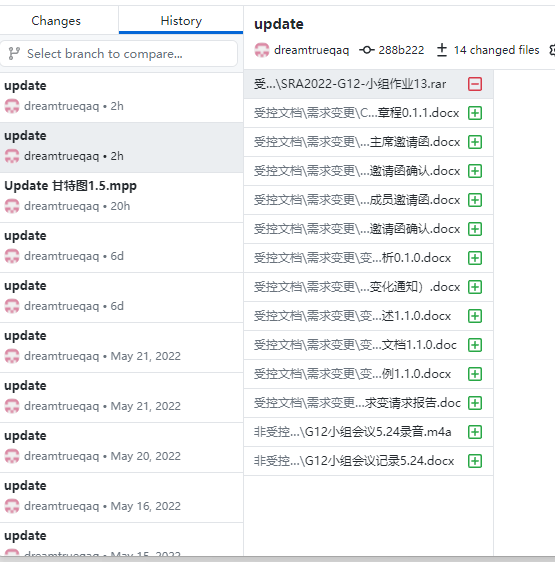 Changes
History
Select branch to compare...
update
dreamtrueqaq • 2h
update
dreamtrueqaq • 2h
Update 甘特图1.5.mpp
dreamtrueqaq • 20h
update
dreamtrueqaq • 6d
update
dreamtrueqaq • 6d
update
dreamtrueqaq • May 21, 2022
update
dreamtrueqaq • May 21, 2022
update
dreamtrueqaq • May 20, 2022
update
dreamtrueqaq • May 16, 2022
update
dreamtrueqaq • May 15, 2022
update
dreamtrueqaq 288b222 14 changed files
受...\SRA2022-G12-小组作业13.rar
受控文档\需求变更\C...章程0.1.1.docx
受控文档\需求变更\...主席邀请函.docx
受控文档\需求变更\...邀请函确认.docx
受控文档\需求变更\...成员邀请函.docx
受控文档\需求变更\...邀请函确认.docx
受控文档\需求变更\变...析0.1.0.docx
受控文档\需求变更\...变化通知）.docx
受控文档\需求变更\变...述1.1.0.docx
受控文档\需求变更\变...文档1.1.0.doc
受控文档\需求变更\变...例1.1.0.docx
受控文档\需求变更...求变请求报告.doc
非受控...\G12小组会议5.24录音.m4a
非受控...\G12小组会议记录5.24.docx